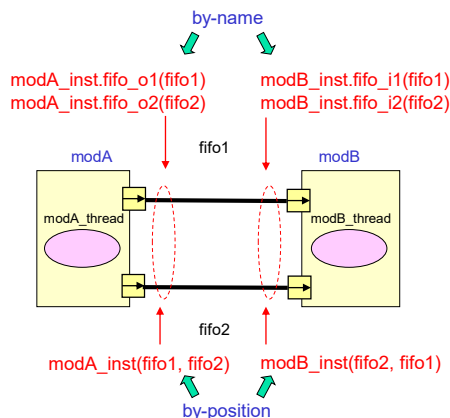 by-name
modA_inst.fifo_o1(fifo1)
modA_inst.fifo_o2(fifo2)
modB_inst.fifo_i1(fifo1)
modB_inst.fifo_i2(fifo2)
fifo1
modA
modB
modA_thread
modB_thread
fifo2
modA_inst(fifo1, fifo2)
modB_inst(fifo2, fifo1)
by-position